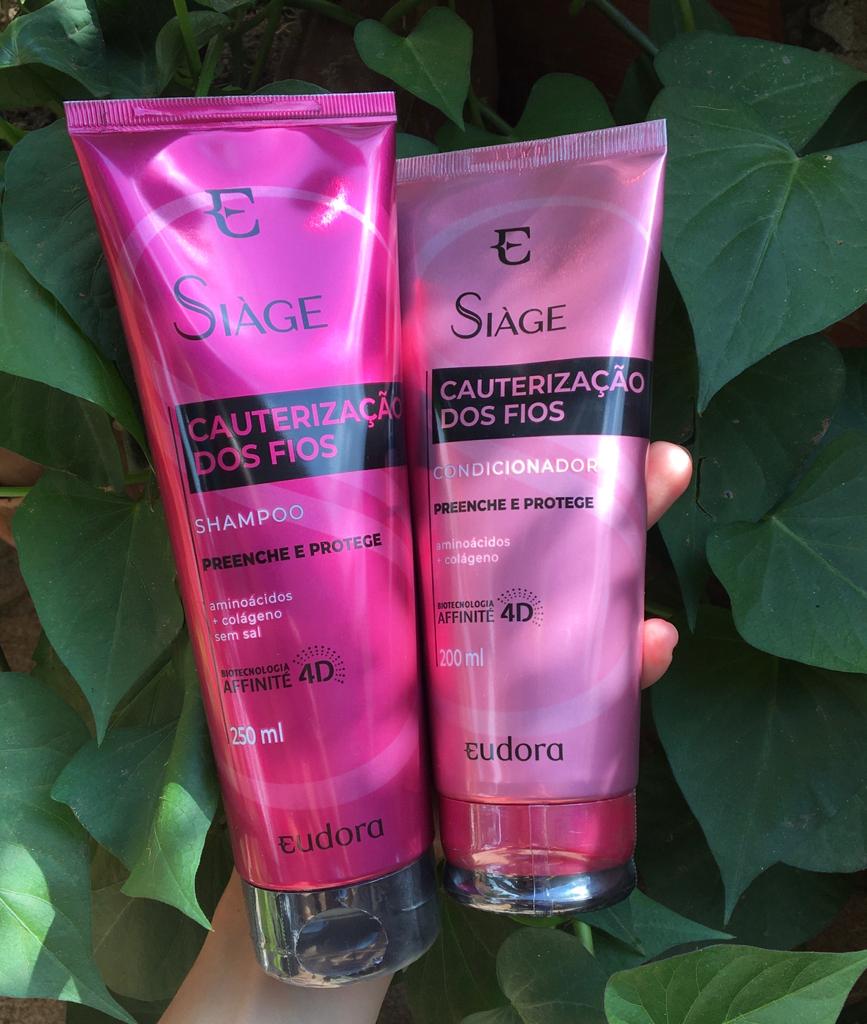 E
SIÀGE
CAUTERIZAÇÃO
DOS FIOS
SHAMPOO
PREENCHE E PROTEGE
aminoácidos
+ colágeno
sem sal
BIOTECNOLOGIA
AFFINITÉ 4D
250 ml
eudora
E
SIÀGE
CAUTERIZAÇÃO
DOS FIOS
CONDICIONADOR
PREENCHE E PROTEGE
aminoácidos
+ colágeno
BIOTECNOLOGIA
AFFINITÉ 4D
200 ml
eudora